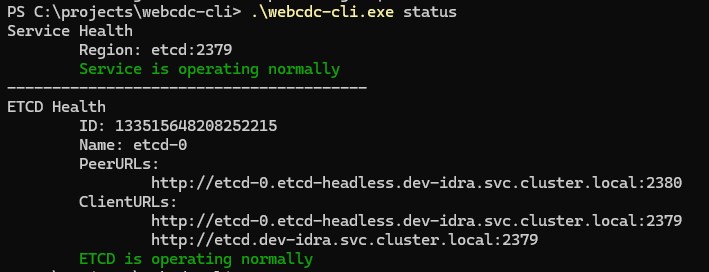 PS C:\projects\webcdc-cli> .\webcdc-cli.exe status
Service Health
Region: etcd:2379
Service is operating normally
----------------------------------------
ETCD Health
ID: 133515648208252215
Name: etcd-0
PeerURLs:
http://etcd-0.etcd-headless.dev-idra.svc.cluster.local:2380
ClientURLs:
http://etcd-0.etcd-headless.dev-idra.svc.cluster.local:2379
http://etcd.dev-idra.svc.cluster.local:2379
ETCD is operating normally